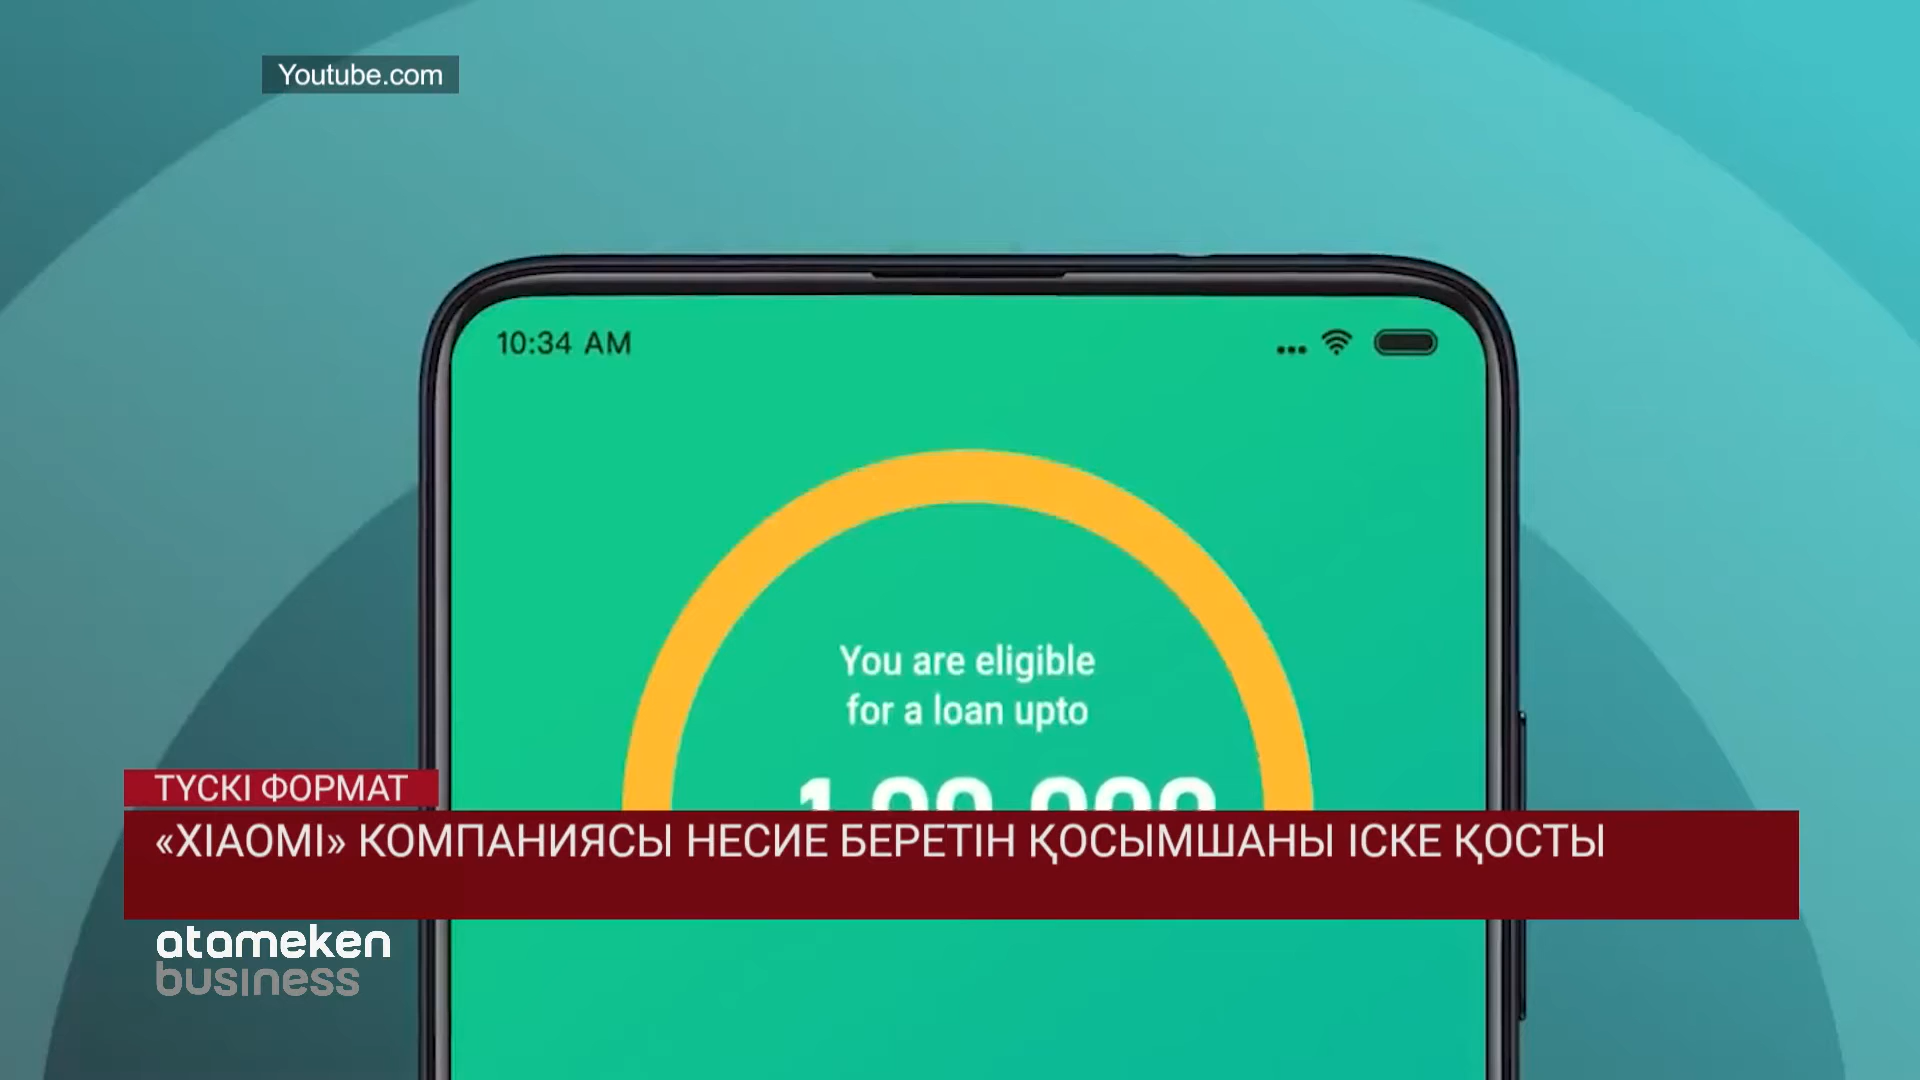 Youtube.com
10:34 AM
You are eligible
for a loan upto
ТҮСКІ ФОРМАТ
«XIAOMI» КОМПАНИЯСЫ НЕСИЕ БЕРЕТІН ҚОСЫМШАНЫ ІСКЕ ҚОСТЫ
atameken
business